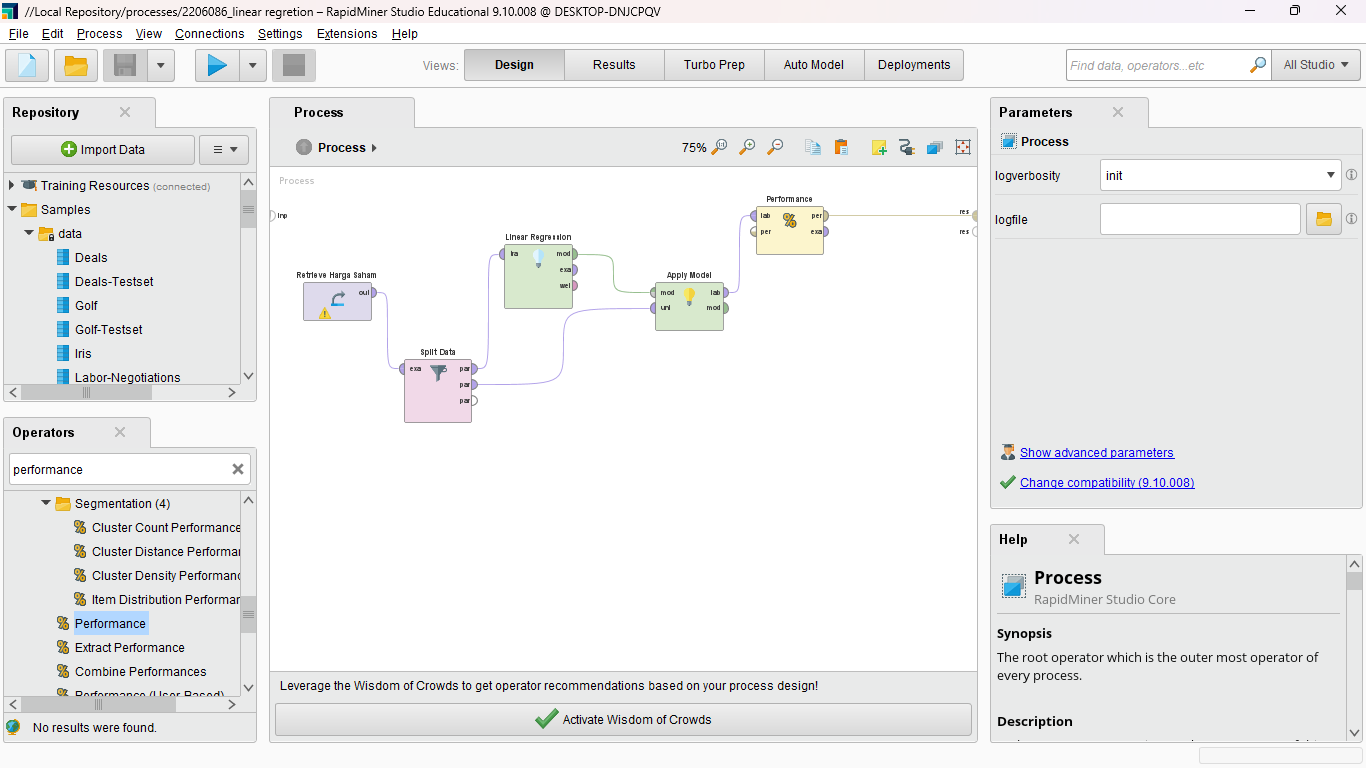 //Local Repository/processes/2206086_linear regretion – RapidMiner Studio Educational 9.10.008 @ DESKTOP-DNJCPQV
File Edit Process View Connections Settings Extensions Help
Views: Design Results Turbo Prep Auto Model Deployments
Find data, operators...etc
All Studio
Repository
Import Data
Training Resources (connected)
Samples
data
Deals
Deals-Testset
Golf
Golf-Testset
Iris
Labor-Negotiations
Operators
performance
Segmentation (4)
Cluster Count Performance
Cluster Distance Performa
Cluster Density Performan
Item Distribution Performar
Performance
Extract Performance
Combine Performances
Performance (User-Based)
No results were found.
Process
Process
75%
Process
inp
Retrieve Harga Saham
out
Split Data
exa par
par
par
Linear Regression
tra mod
exa
wei
Apply Model
mod lab
unl mod
Performance
lab per
per exa
res
res
Leverage the Wisdom of Crowds to get operator recommendations based on your process design!
Activate Wisdom of Crowds
Parameters
Process
logverbosity init
logfile
Show advanced parameters
Change compatibility (9.10.008)
Help
Process
RapidMiner Studio Core
Synopsis
The root operator which is the outer most operator of
every process.
Description